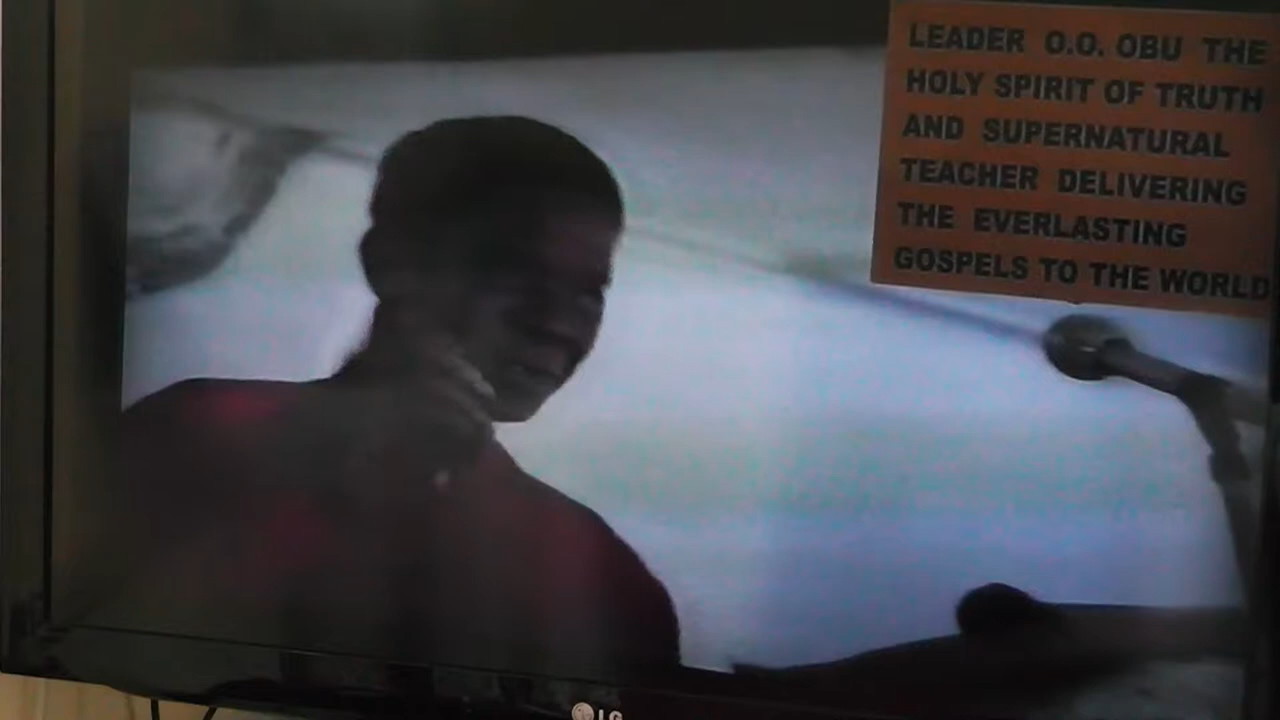 LEADER O.O. OBU THE
HOLY SPIRIT OF TRUTH
AND SUPERNATURAL
TEACHER DELIVERING
THE EVERLASTING
GOSPELS TO THE WORLD
LG